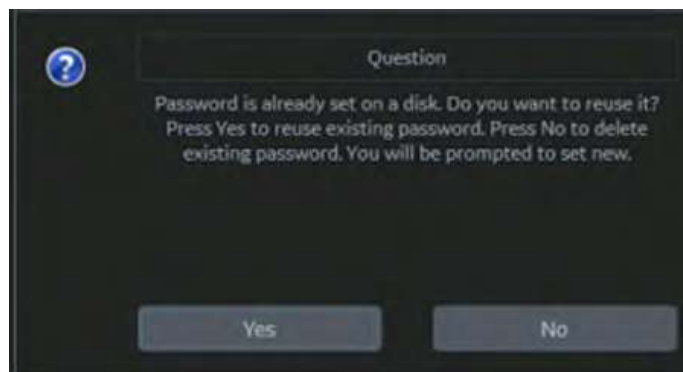 Question
Password is already set on a disk. Do you want to reuse it?
Press Yes to reuse existing password. Press No to delete
existing password. You will be prompted to set new.
Yes
No